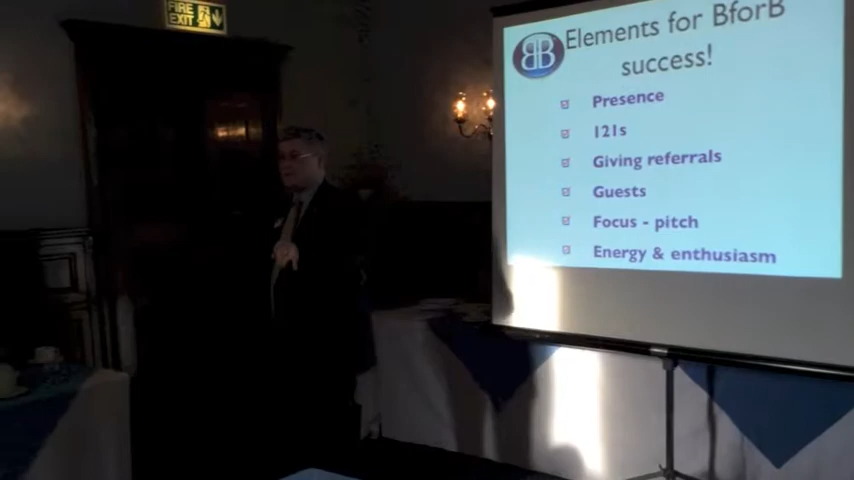 FIRE
EXIT
BB
Elements for BforB
success!
Presence
121s
Giving referrals
Guests
Focus - pitch
Energy & enthusiasm